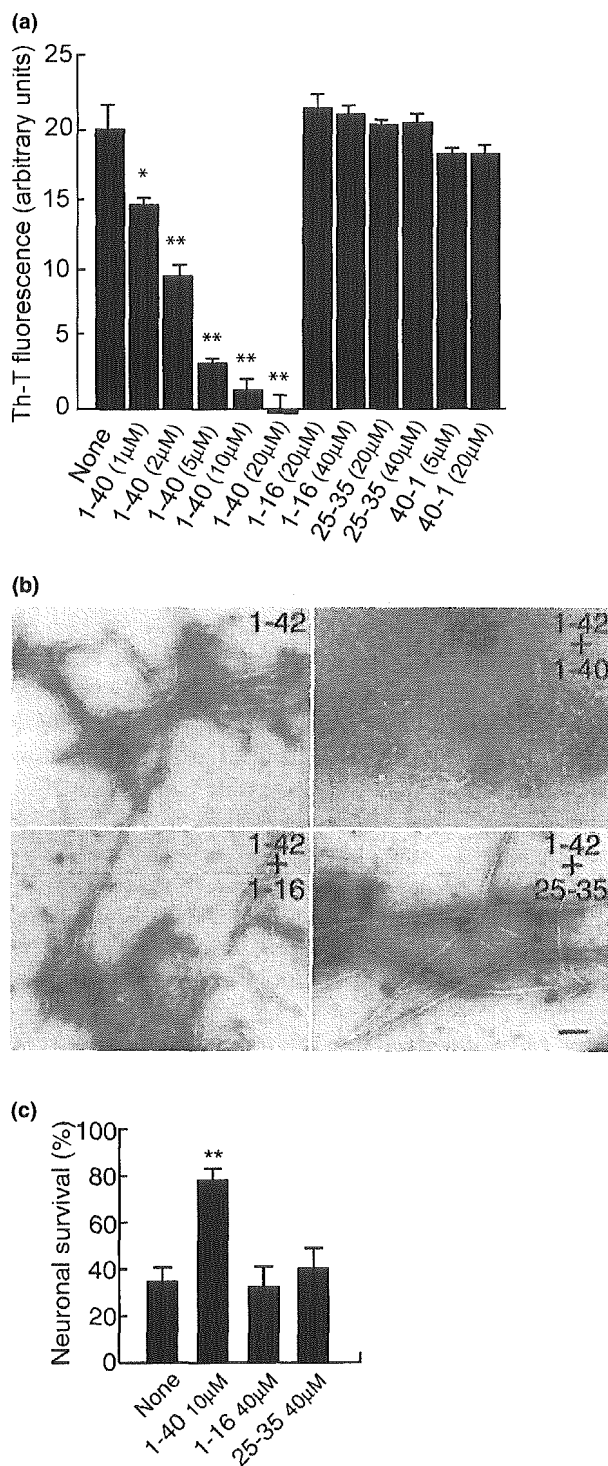 (a)
Th-T fluorescence (arbitrary units)
25
20
15
10
5
0
*
**
**
**
**
None
1-40 (1µM)
1-40 (2µM)
1-40 (5µM)
1-40 (10µM)
1-40 (20µM)
1-16 (20µM)
1-16 (40µM)
25-35 (20µM)
25-35 (40µM)
40-1 (5µM)
40-1 (20µM)
(b)
1-42
1-42
+
1-40
1-42
+
1-16
1-42
+
25-35
(c)
Neuronal survival (%)
100
80
60
40
20
0
**
None
1-40 10µM
1-16 40µM
25-35 40µM